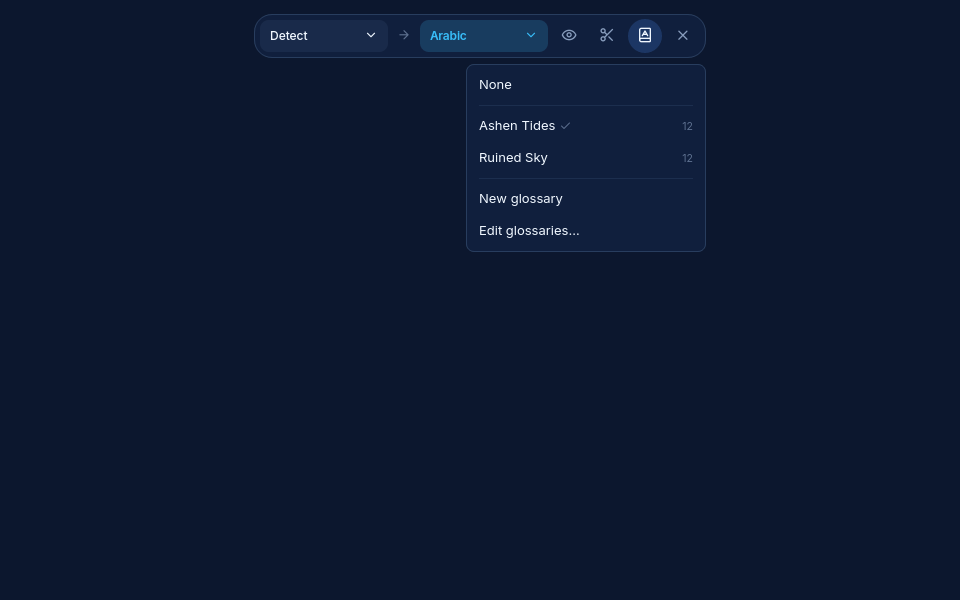 Detect
Arabic
None
Ashen Tides 12
Ruined Sky 12
New glossary
Edit glossaries...